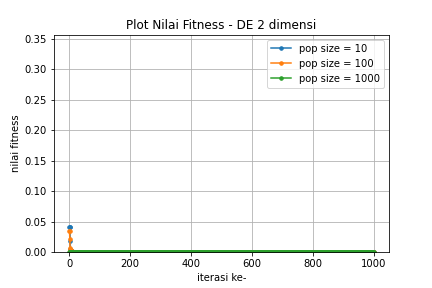 Plot Nilai Fitness - DE 2 dimensi
pop size = 10
pop size = 100
pop size = 1000
nilai fitness
0.35
0.30
0.25
0.20
0.15
0.10
0.05
0.00
0 200 400 600 800 1000
iterasi ke-